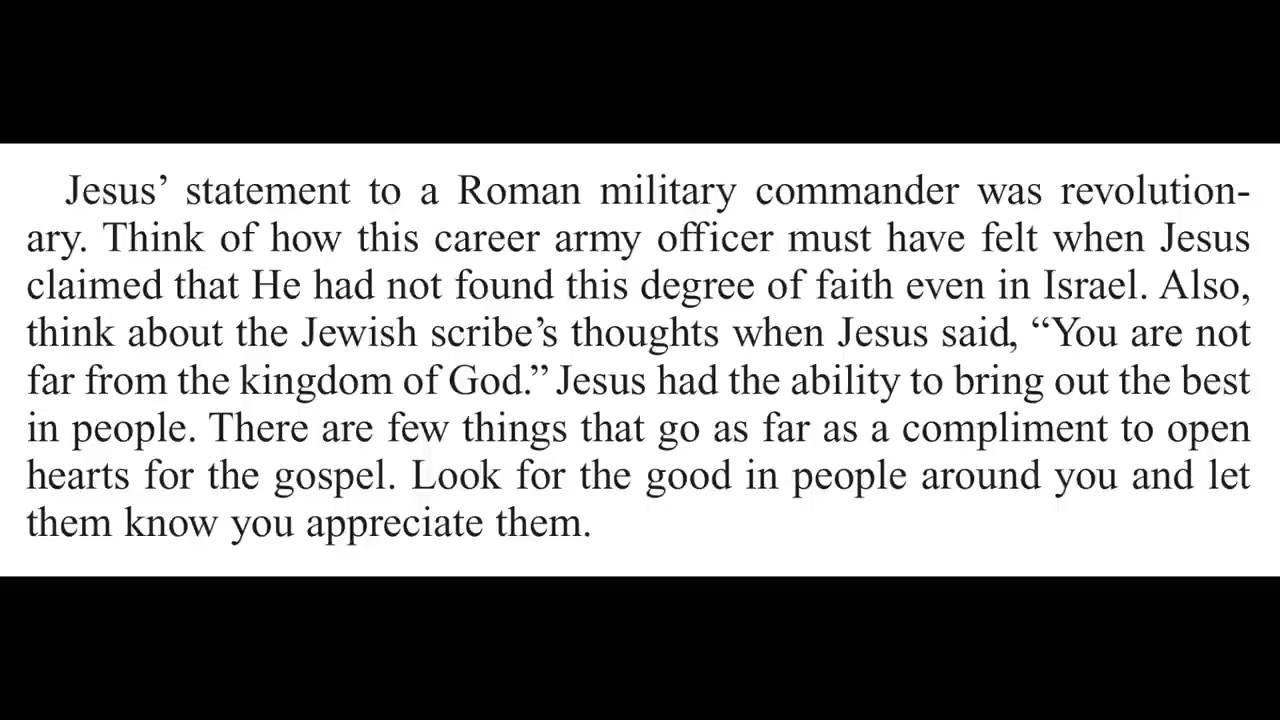 Jesus’ statement to a Roman military commander was revolution-
ary. Think of how this career army officer must have felt when Jesus
claimed that He had not found this degree of faith even in Israel. Also,
think about the Jewish scribe’s thoughts when Jesus said, “You are not
far from the kingdom of God.” Jesus had the ability to bring out the best
in people. There are few things that go as far as a compliment to open
hearts for the gospel. Look for the good in people around you and let
them know you appreciate them.